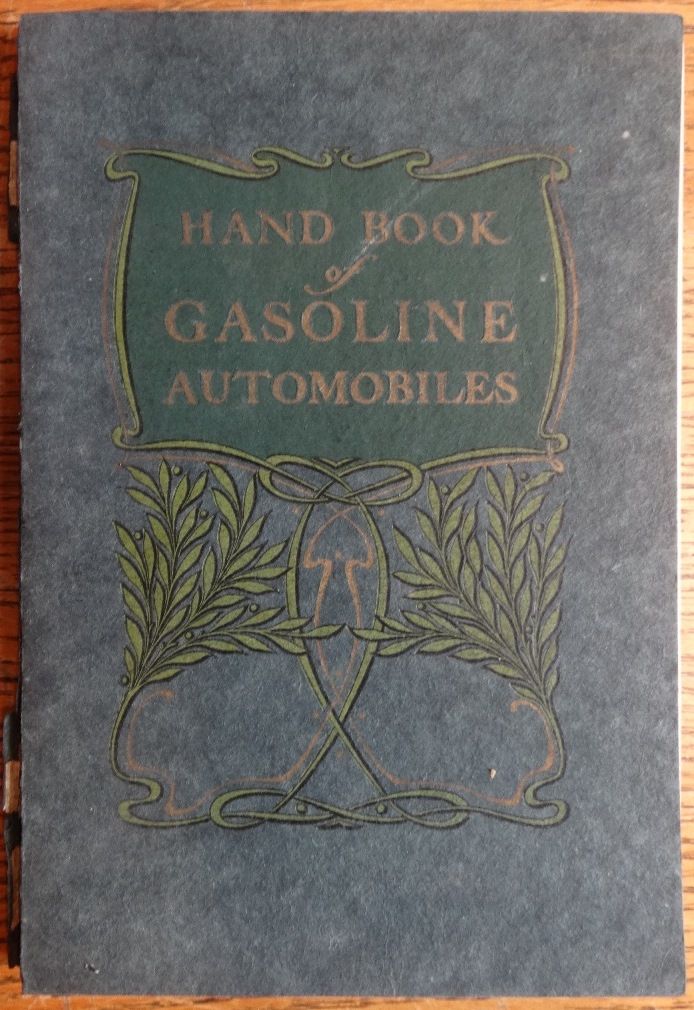 HAND BOOK
of
GASOLINE
AUTOMOBILES